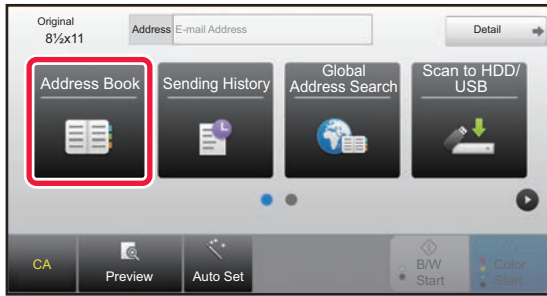 Original
8½x11
Address E-mail Address
Detail
Address Book
Sending History
Global
Address Search
Scan to HDD/
USB
CA
Preview
Auto Set
B/W
Start
Color
Start